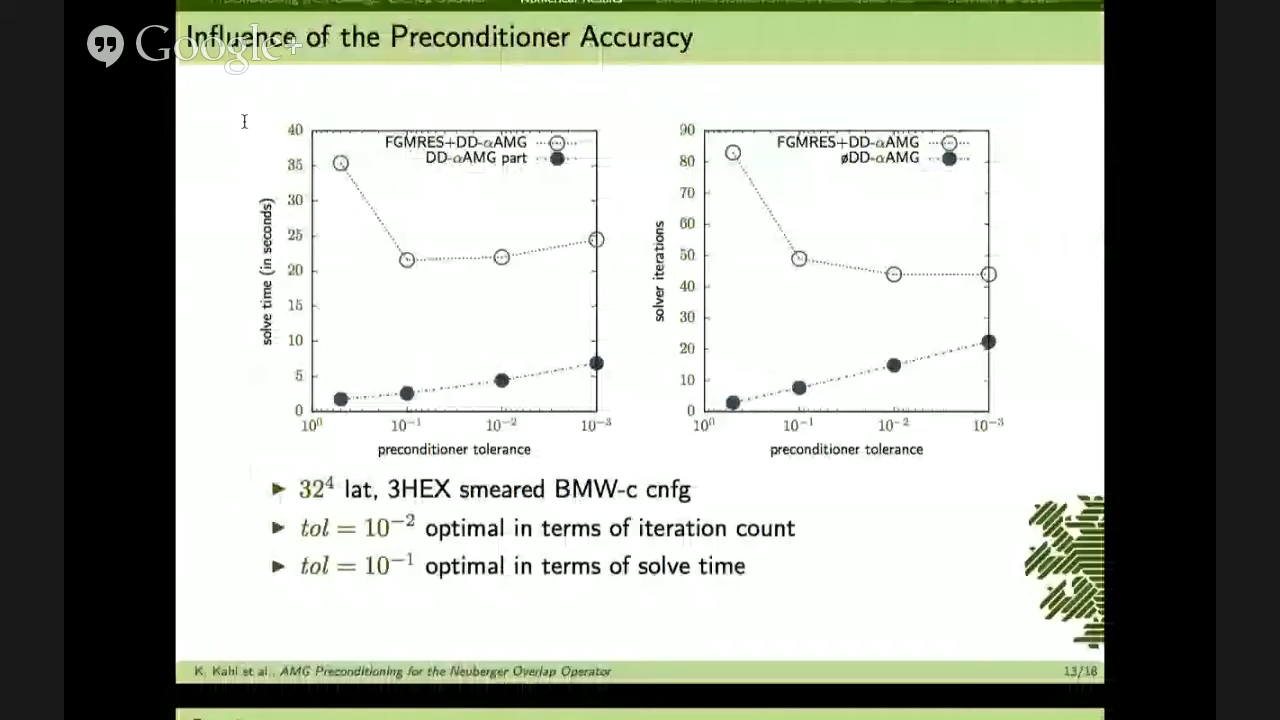 Numerical Results
Influence of the Preconditioner Accuracy
Google+
FGMRES+DD-αAMG
DD-αAMG part
40
35
30
25
20
15
10
5
0
solve time (in seconds)
10⁰ 10⁻¹ 10⁻² 10⁻³
preconditioner tolerance
FGMRES+DD-αAMG
øDD-αAMG
90
80
70
60
50
40
30
20
10
0
solver iterations
10⁰ 10⁻¹ 10⁻² 10⁻³
preconditioner tolerance
► 32⁴ lat, 3HEX smeared BMW-c cnfg
► tol = 10⁻² optimal in terms of iteration count
► tol = 10⁻¹ optimal in terms of solve time
K. Kahl et al., AMG Preconditioning for the Neuberger Overlap Operator
13/18